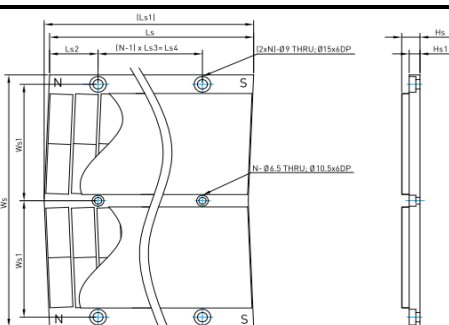 (Ls1)
Ls
Hs
Ls2
(N-1) x Ls3= Ls4
(2xN)-Ø9 THRU; Ø15x6DP
Hs1
N
S
Ws1
N- Ø6.5 THRU; Ø10.5x6DP
Ws
Ws1
N
S